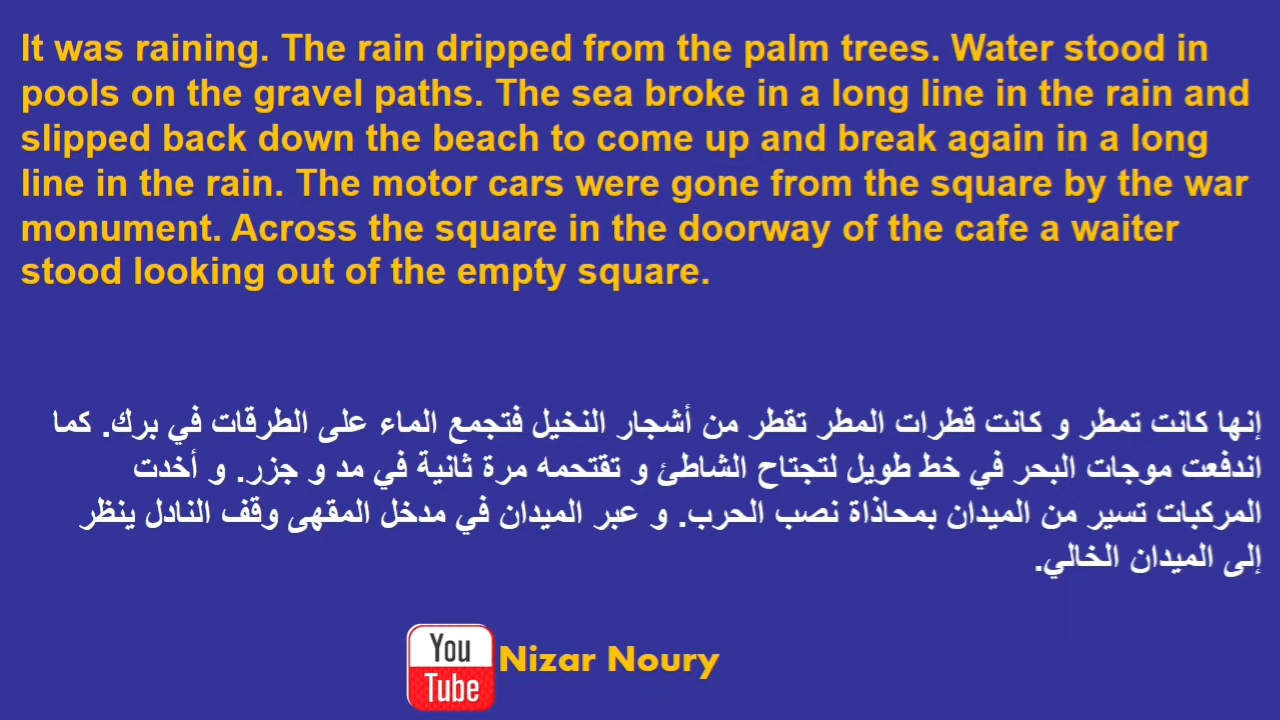 It was raining. The rain dripped from the palm trees. Water stood in
pools on the gravel paths. The sea broke in a long line in the rain and
slipped back down the beach to come up and break again in a long
line in the rain. The motor cars were gone from the square by the war
monument. Across the square in the doorway of the cafe a waiter
stood looking out of the empty square.
إنها كانت تمطر و كانت قطرات المطر تقطر من أشجار النخيل فتجمع الماء على الطرقات في برك. كما
اندفعت موجات البحر في خط طويل لتجتاح الشاطئ و تقتحمه مرة ثانية في مد و جزر. و أخدت
المركبات تسير من الميدان بمحاذاة نصب الحرب. و عبر الميدان في مدخل المقهى وقف النادل ينظر
إلى الميدان الخالي.
You
Tube
Nizar Noury